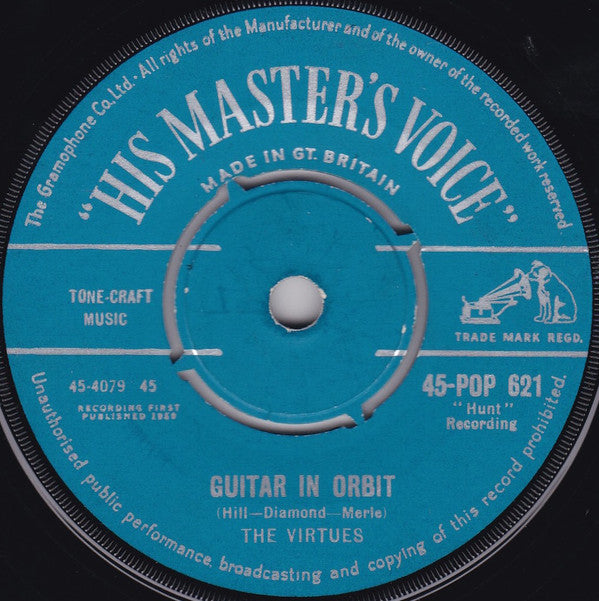 The Gramophone Co.Ltd. · All rights of the Manufacturer and of the owner of the recorded work reserved
"HIS MASTER'S VOICE"
MADE IN GT. BRITAIN
TONE-CRAFT
MUSIC
TRADE MARK REGD.
45-4079 45
RECORDING FIRST
PUBLISHED 1959
45-POP 621
"Hunt"
Recording
GUITAR IN ORBIT
(Hill—Diamond—Merle)
THE VIRTUES
Unauthorised public performance, broadcasting and copying of this record prohibited.